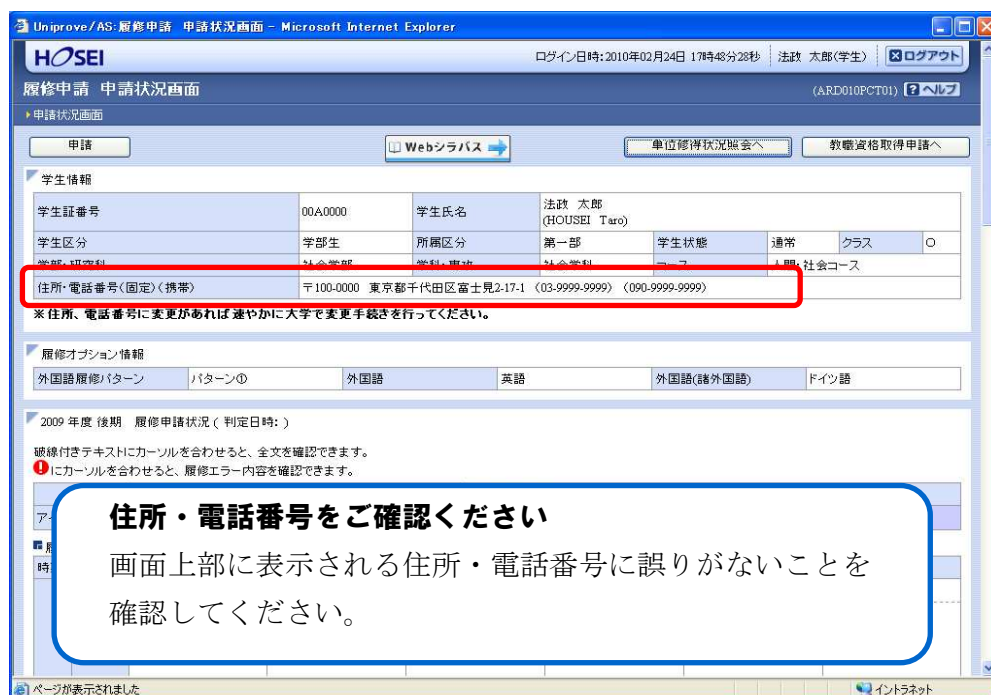 Uniprove/AS:履修申請 申請状況画面 - Microsoft Internet Explorer
HOSEI ログイン日時:2010年02月24日 17時48分28秒 法政 太郎(学生) ログアウト
履修申請 申請状況画面 (ARD010PCT01) ?ヘルプ
申請状況画面
申請 Webシラバス 単位修得状況照会へ 教職資格取得申請へ
学生情報
学生証番号 00A0000 学生氏名 法政 太郎
(HOUSEI Taro)
学生区分 学部生 所属区分 第一部 学生状態 通常 クラス O
学部・研究科 社会学部 学科・専攻 社会学科 コース 人間・社会コース
住所・電話番号(固定)(携帯) 〒100-0000 東京都千代田区富士見2-17-1 (03-9999-9999) (090-9999-9999)
※住所、電話番号に変更があれば速やかに大学で変更手続きを行ってください。
履修オプション情報
外国語履修パターン パターン① 外国語 英語 外国語(諸外国語) ドイツ語
2009 年度 後期 履修申請状況 ( 判定日時: )
破線付きテキストにカーソルを合わせると、全文を確認できます。
にカーソルを合わせると、履修エラー内容を確認できます。
住所・電話番号をご確認ください
画面上部に表示される住所・電話番号に誤りがないことを
確認してください。
ページが表示されました イントラネット